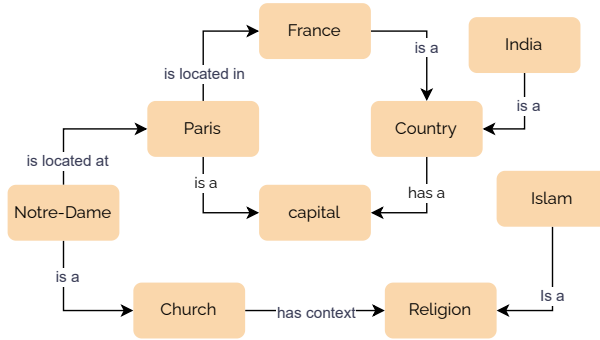 France
India
is a
is located in
is a
Paris
Country
is located at
is a
has a
Notre-Dame
capital
Islam
is a
Is a
Church
has context
Religion